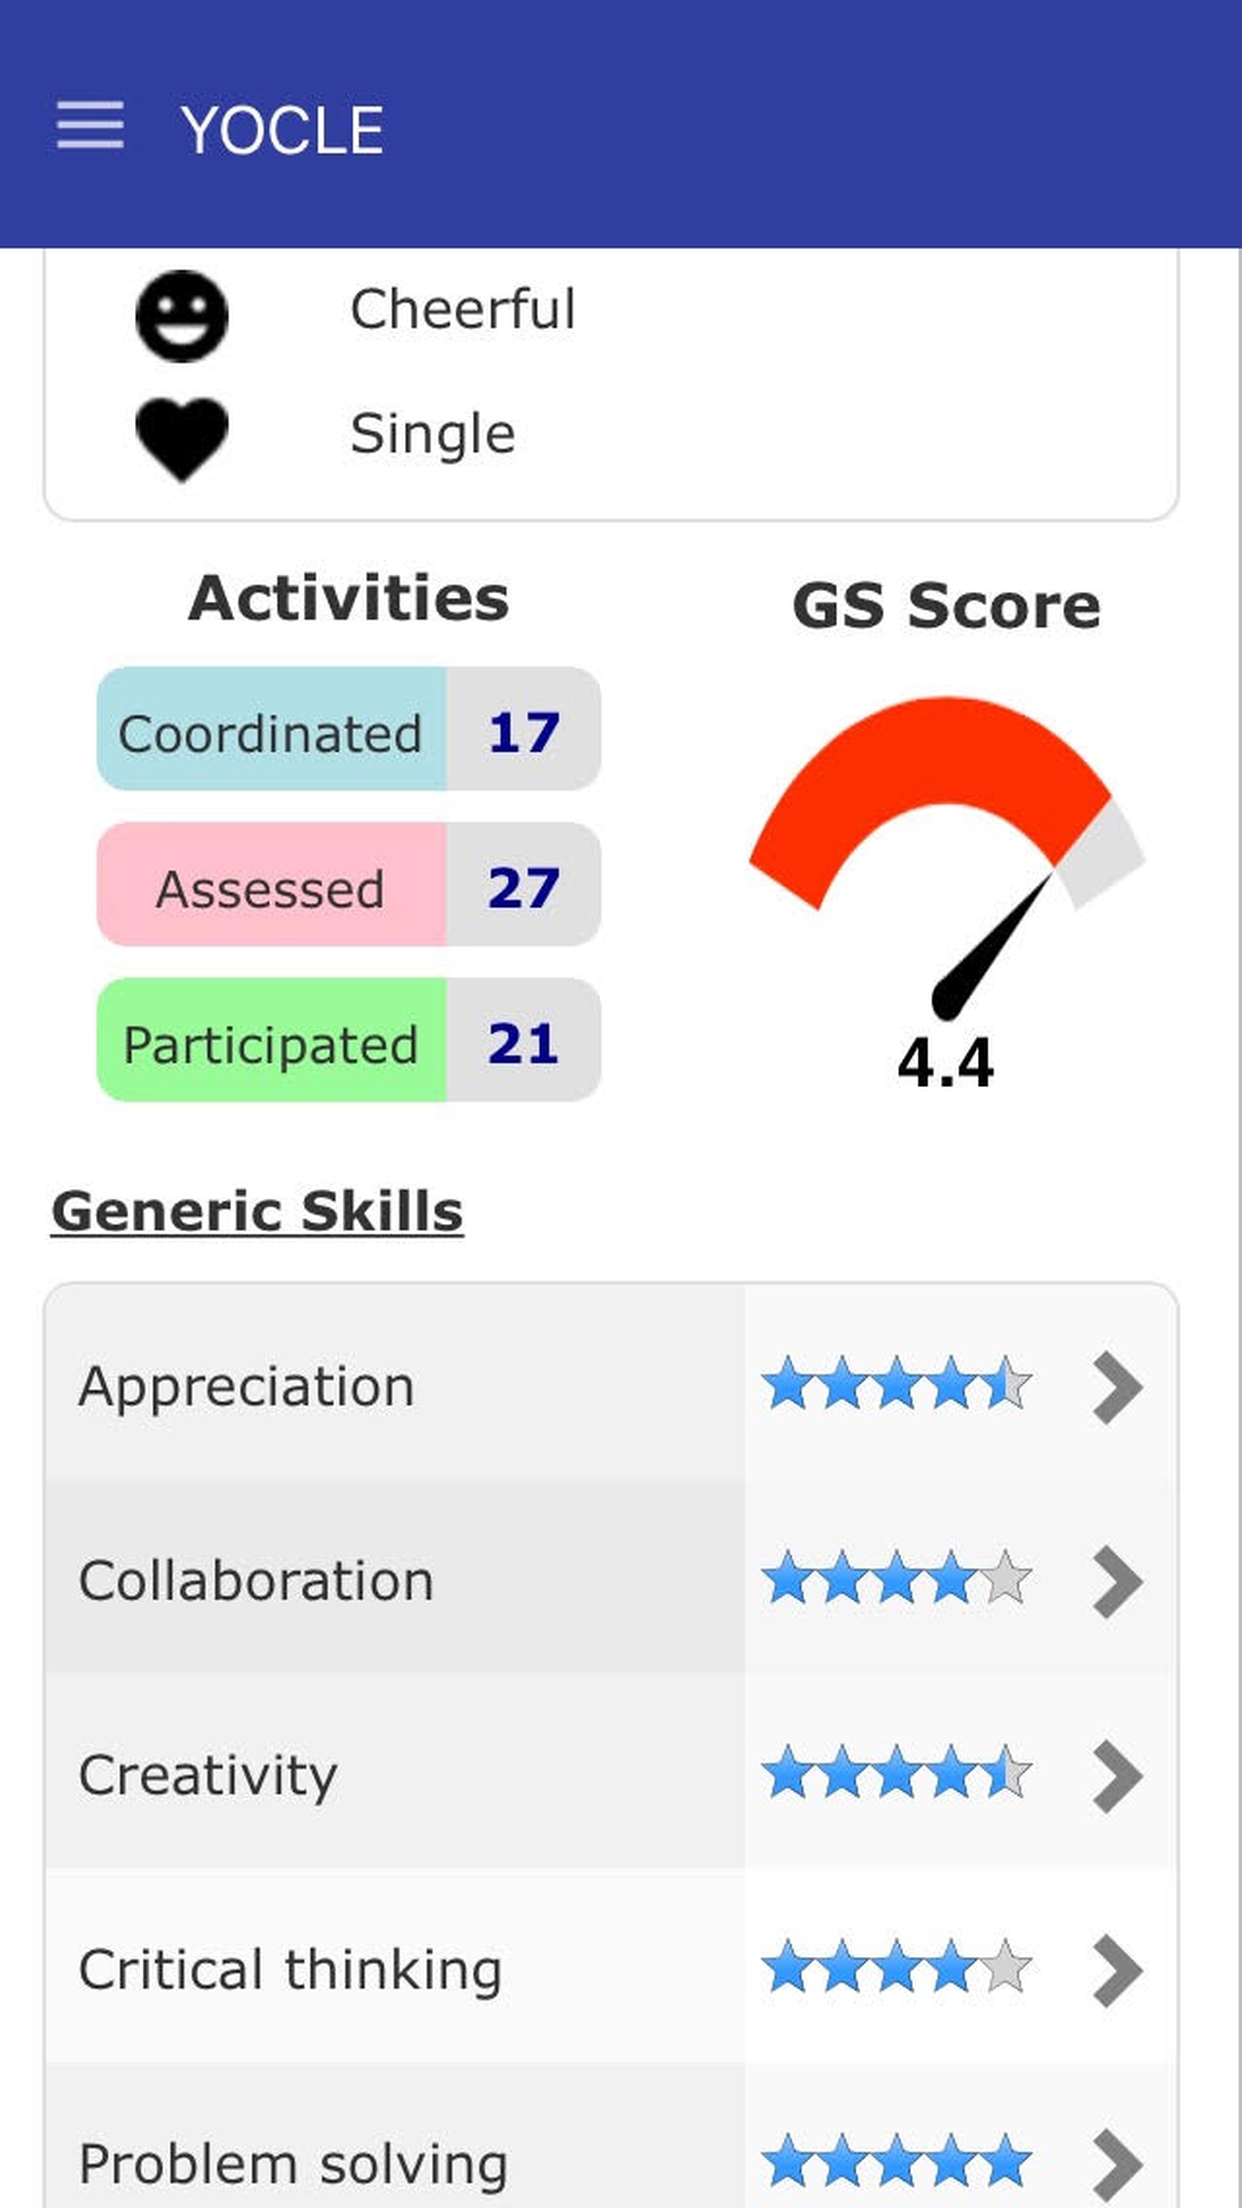 YOCLE
Cheerful
Single
Activities
Coordinated 17
Assessed 27
Participated 21
GS Score
4.4
Generic Skills
Appreciation
Collaboration
Creativity
Critical thinking
Problem solving